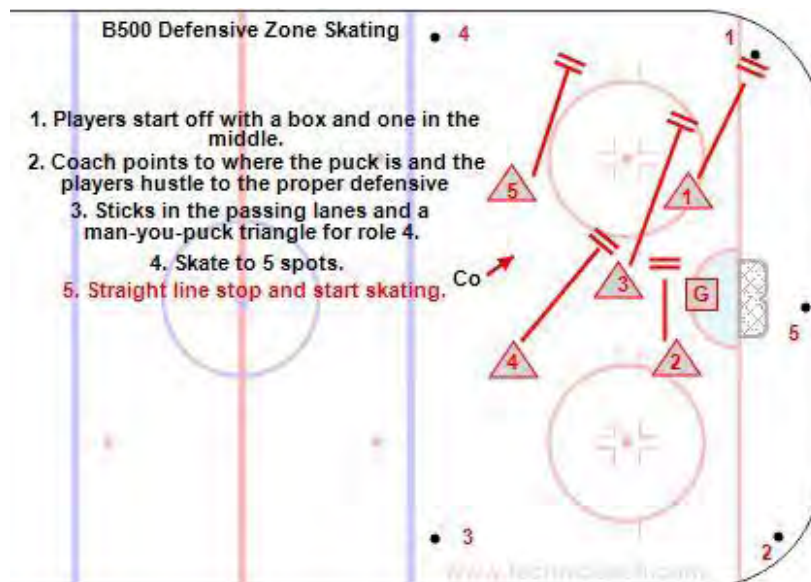 B500 Defensive Zone Skating
4
1
1. Players start off with a box and one in the
middle.
2. Coach points to where the puck is and the
players hustle to the proper defensive
3. Sticks in the passing lanes and a
man-you-puck triangle for role 4.
4. Skate to 5 spots.
5. Straight line stop and start skating.
5
1
Co
3
G
5
4
2
3
2
www.technocoach.com